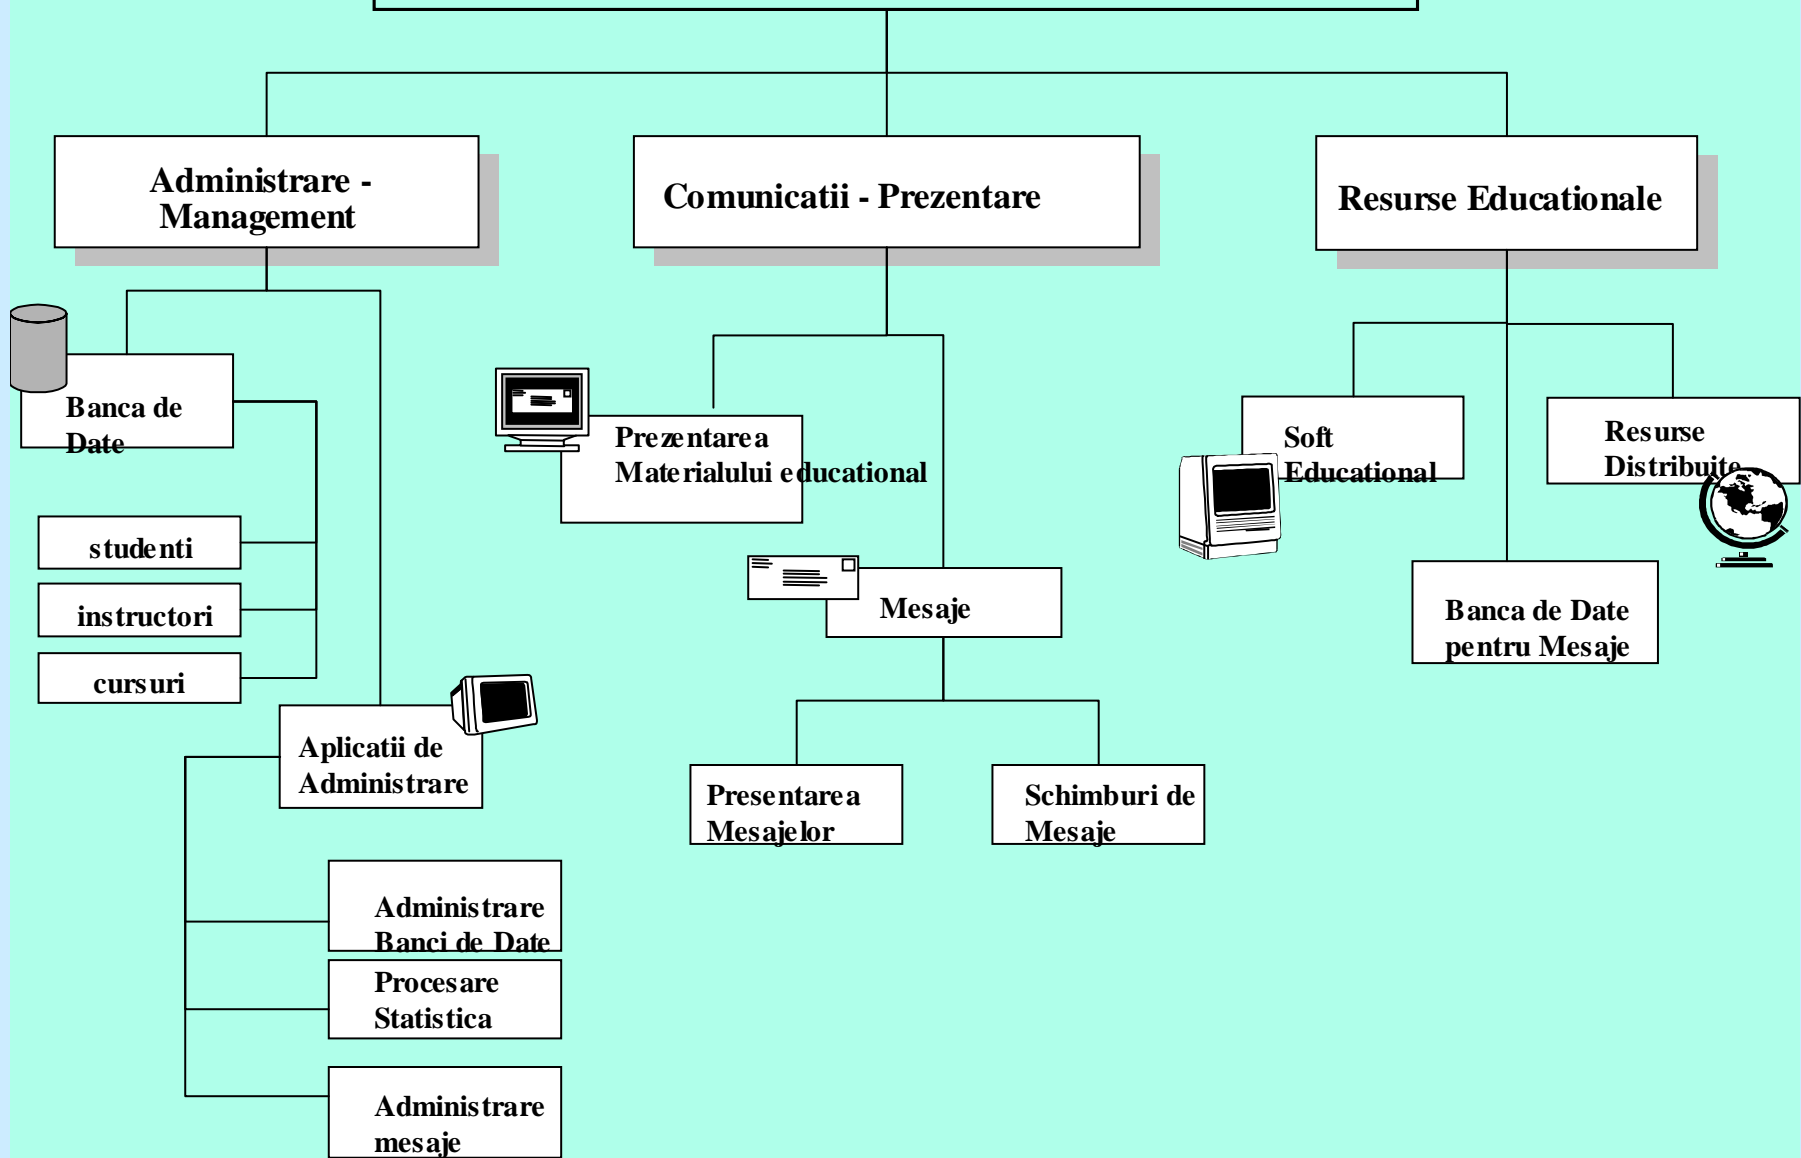 Administrare -
Management
Comunicatii - Prezentare
Resurse Educationale
Banca de
Date
Prezentarea
Materialului educational
Soft
Educational
Resurse
Distribuite
studenti
instructori
cursuri
Mesaje
Banca de Date
pentru Mesaje
Aplicatii de
Administrare
Presentarea
Mesajelor
Schimburi de
Mesaje
Administrare
Banci de Date
Procesare
Statistica
Administrare
mesaje